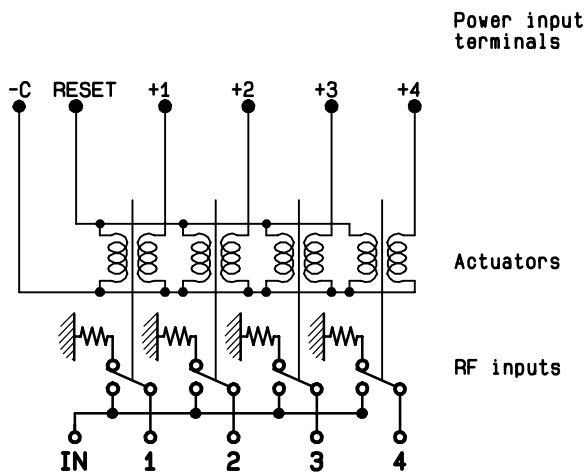 Power input
terminals
-C RESET +1 +2 +3 +4
Actuators
RF inputs
IN 1 2 3 4